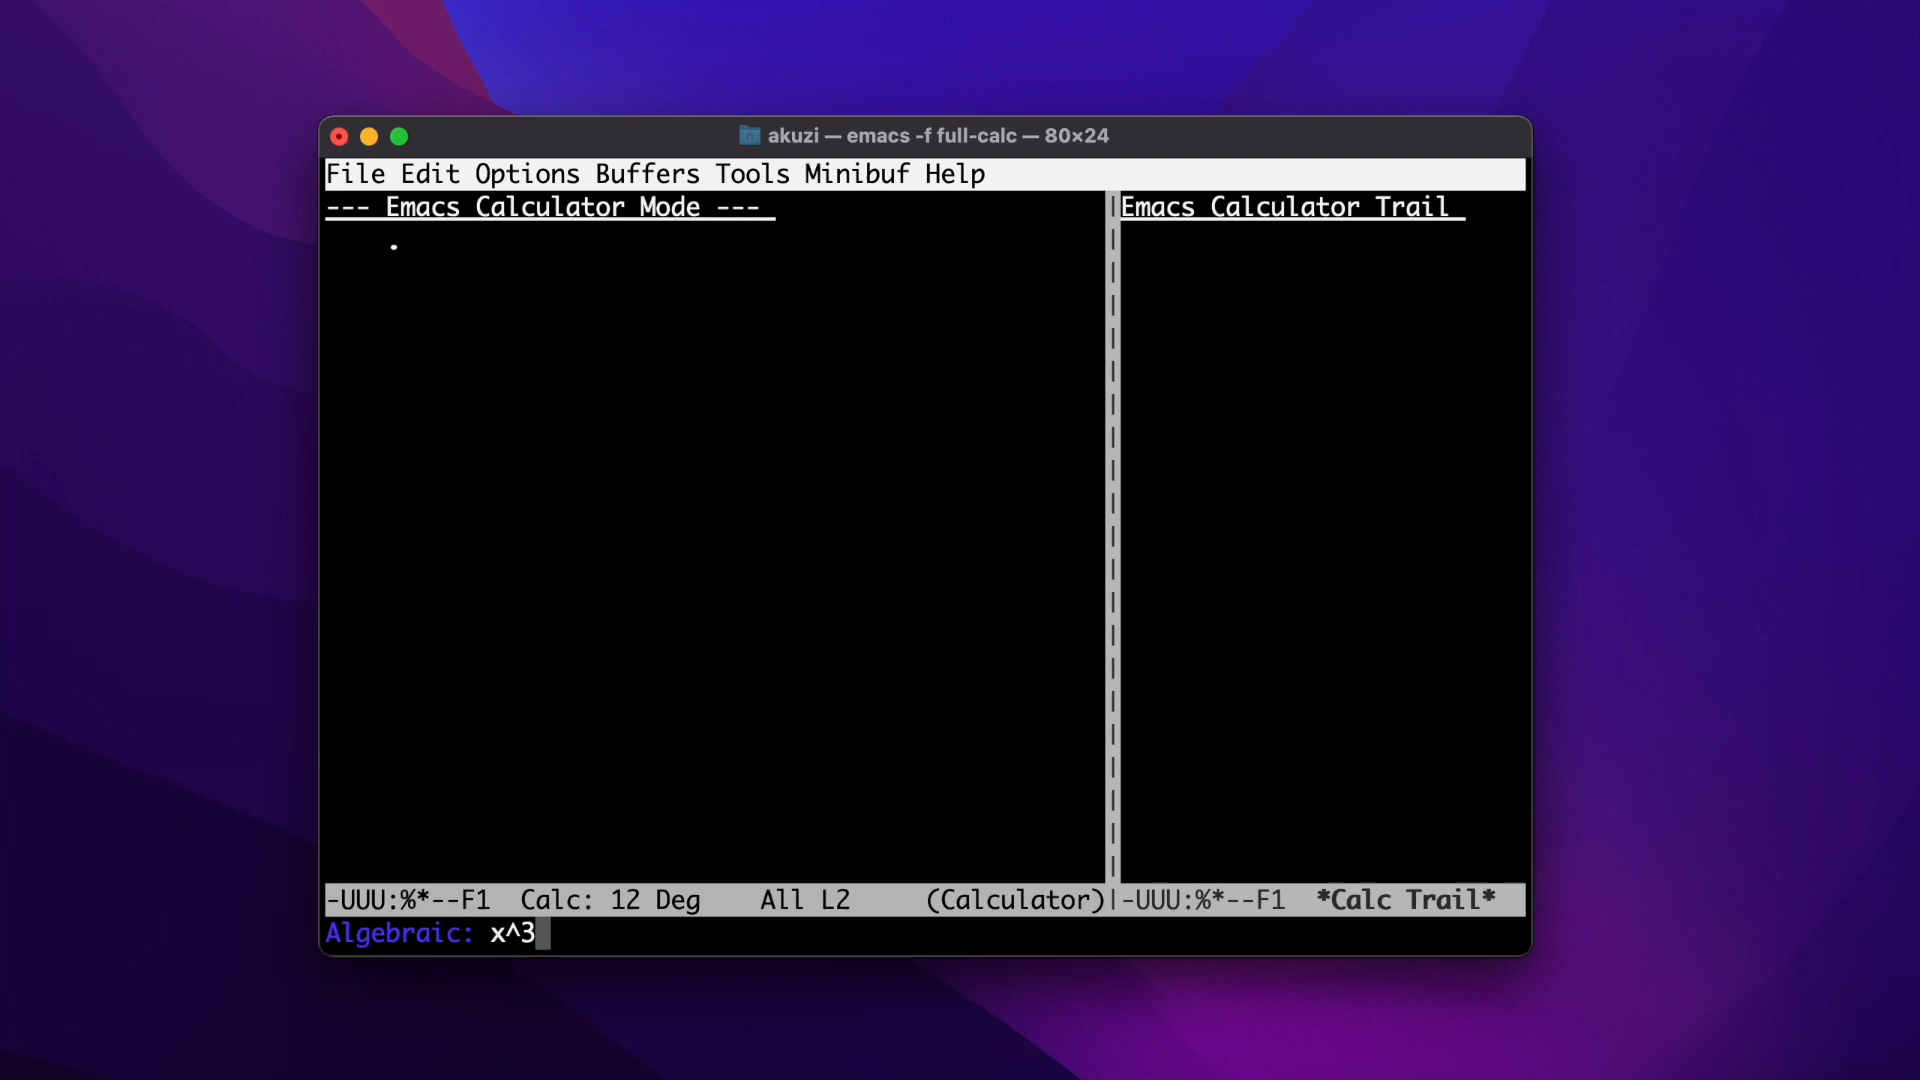 akuzi — emacs -f full-calc — 80×24
File Edit Options Buffers Tools Minibuf Help
--- Emacs Calculator Mode ---
Emacs Calculator Trail
.
-UUU:%*--F1  Calc: 12 Deg    All L2     (Calculator)|-UUU:%*--F1  *Calc Trail*
Algebraic: x^3